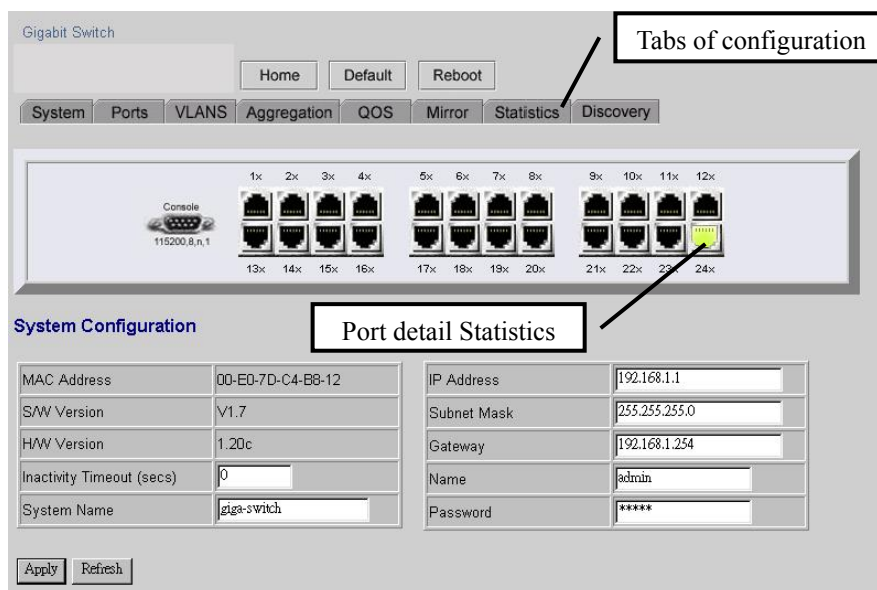 Gigabit Switch
Tabs of configuration
Home Default Reboot
System Ports VLANS Aggregation QOS Mirror Statistics Discovery
1x 2x 3x 4x 5x 6x 7x 8x 9x 10x 11x 12x
Console
115200,8,n,1
13x 14x 15x 16x 17x 18x 19x 20x 21x 22x 23x 24x
System Configuration
Port detail Statistics
MAC Address 00-E0-7D-C4-B8-12 IP Address 192.168.1.1
S/W Version V1.7 Subnet Mask 255.255.255.0
H/W Version 1.20c Gateway 192.168.1.254
Inactivity Timeout (secs) 0 Name admin
System Name giga-switch Password *****
Apply Refresh